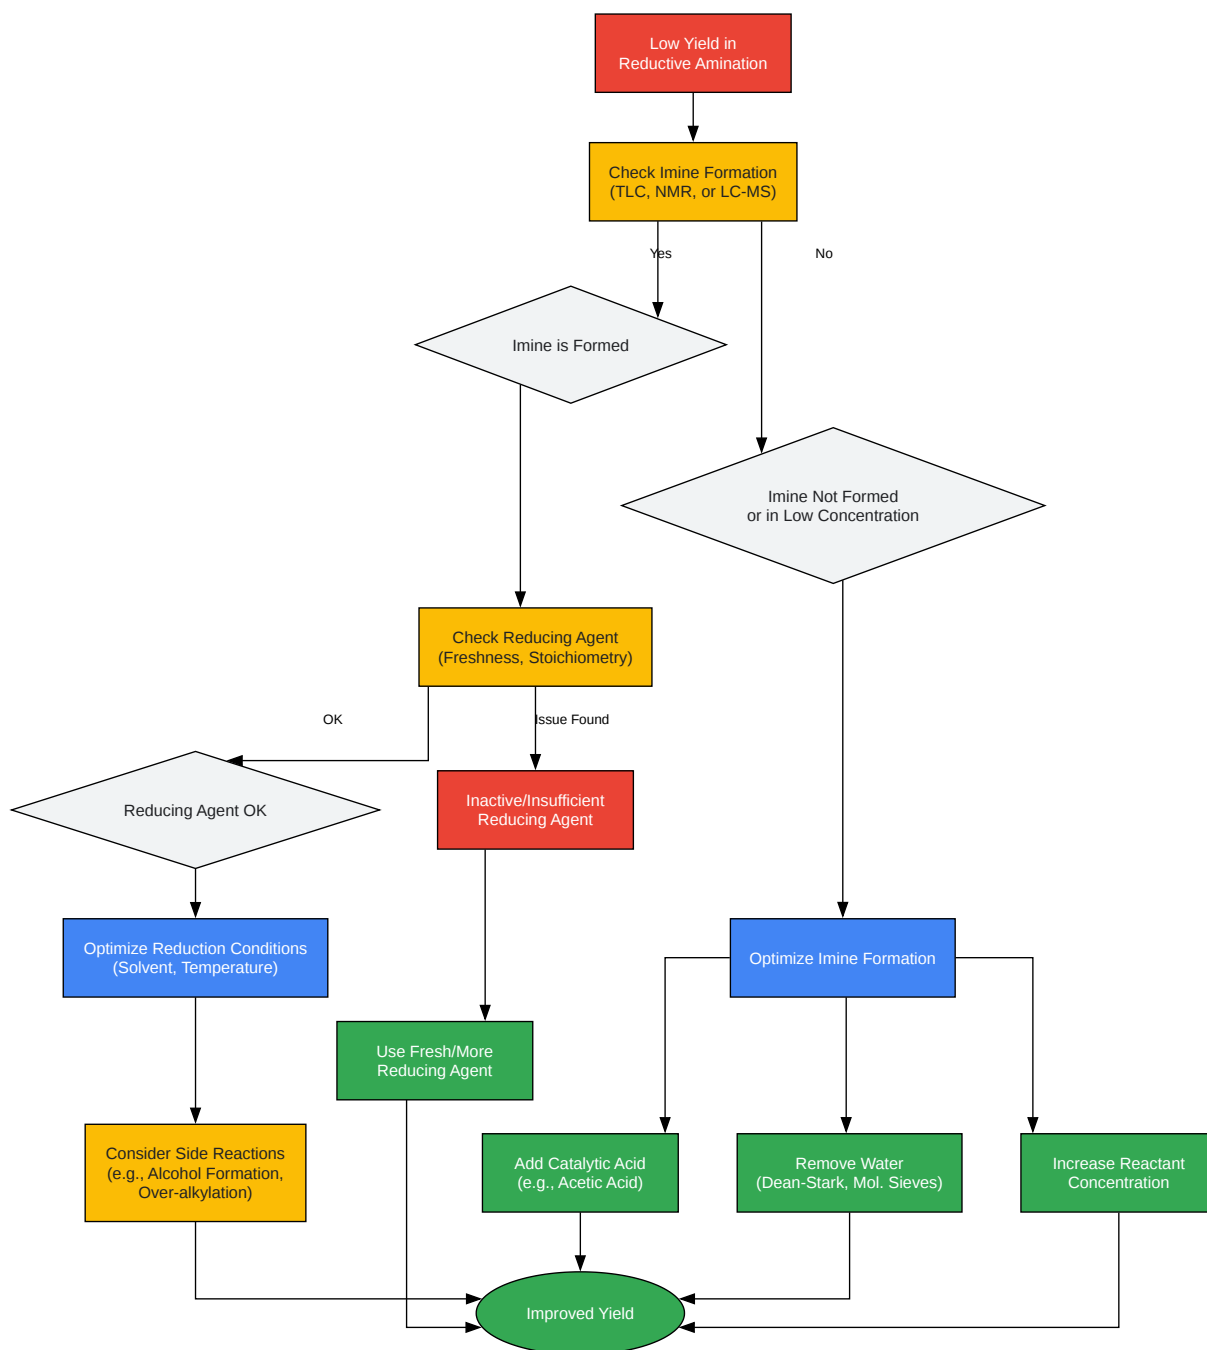 Low Yield in
Reductive Amination
Check Imine Formation
(TLC, NMR, or LC-MS)
Yes
No
Imine is Formed
Imine Not Formed
or in Low Concentration
Check Reducing Agent
(Freshness, Stoichiometry)
OK
Issue Found
Reducing Agent OK
Inactive/Insufficient
Reducing Agent
Optimize Reduction Conditions
(Solvent, Temperature)
Optimize Imine Formation
Use Fresh/More
Reducing Agent
Consider Side Reactions
(e.g., Alcohol Formation,
Over-alkylation)
Add Catalytic Acid
(e.g., Acetic Acid)
Remove Water
(Dean-Stark, Mol. Sieves)
Increase Reactant
Concentration
Improved Yield